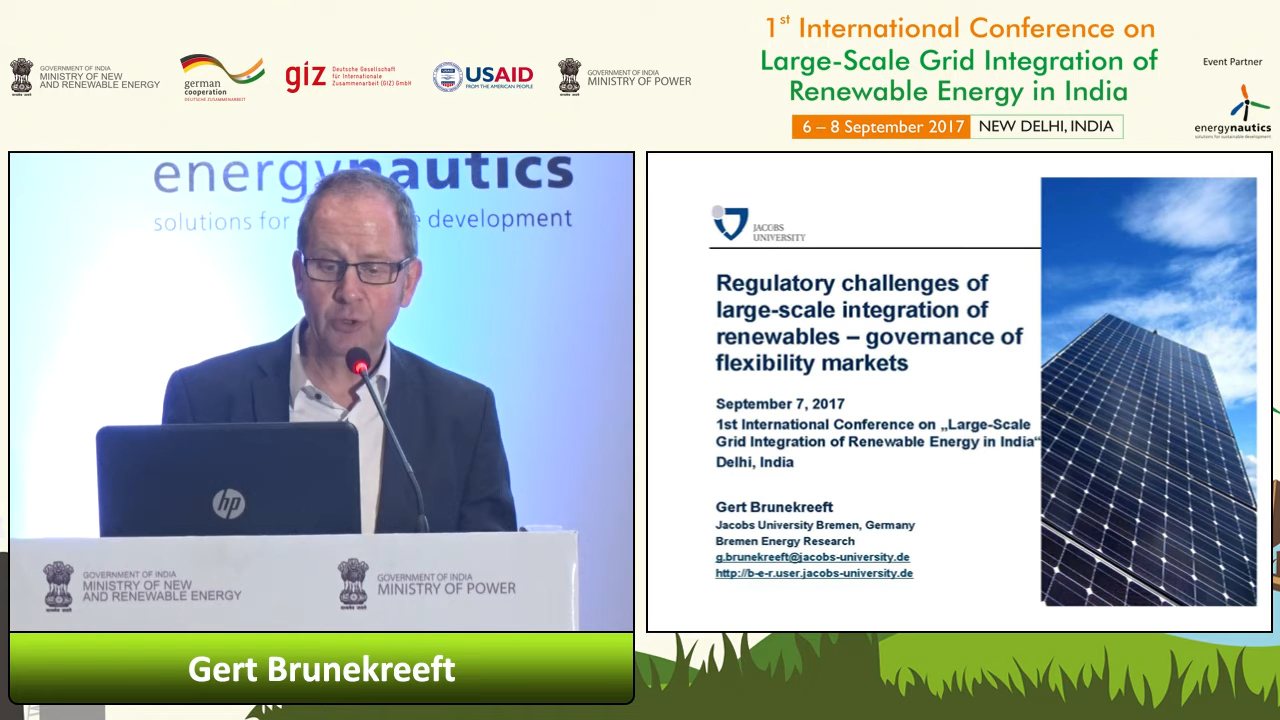 1st International Conference on
Large-Scale Grid Integration of
Renewable Energy in India
6 – 8 September 2017 NEW DELHI, INDIA
GOVERNMENT OF INDIA
MINISTRY OF NEW
AND RENEWABLE ENERGY
german
cooperation
DEUTSCHE ZUSAMMENARBEIT
giz
Deutsche Gesellschaft
für Internationale
Zusammenarbeit (GIZ) GmbH
USAID
FROM THE AMERICAN PEOPLE
GOVERNMENT OF INDIA
MINISTRY OF POWER
Event Partner
energynautics
solutions for sustainable development
energynautics
solutions for e development
hp
GOVERNMENT OF INDIA
MINISTRY OF NEW
AND RENEWABLE ENERGY
GOVERNMENT OF INDIA
MINISTRY OF POWER
Gert Brunekreeft
JACOBS
UNIVERSITY
Regulatory challenges of
large-scale integration of
renewables – governance of
flexibility markets
September 7, 2017
1st International Conference on „Large-Scale
Grid Integration of Renewable Energy in India“
Delhi, India
Gert Brunekreeft
Jacobs University Bremen, Germany
Bremen Energy Research
g.brunekreeft@jacobs-university.de
http://b-e-r.user.jacobs-university.de